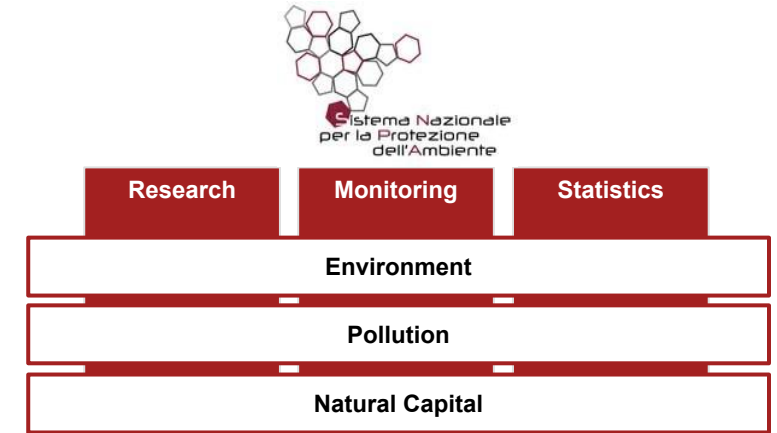 Sistema Nazionale
per la Protezione
dell'Ambiente
Research Monitoring Statistics
Environment
Pollution
Natural Capital